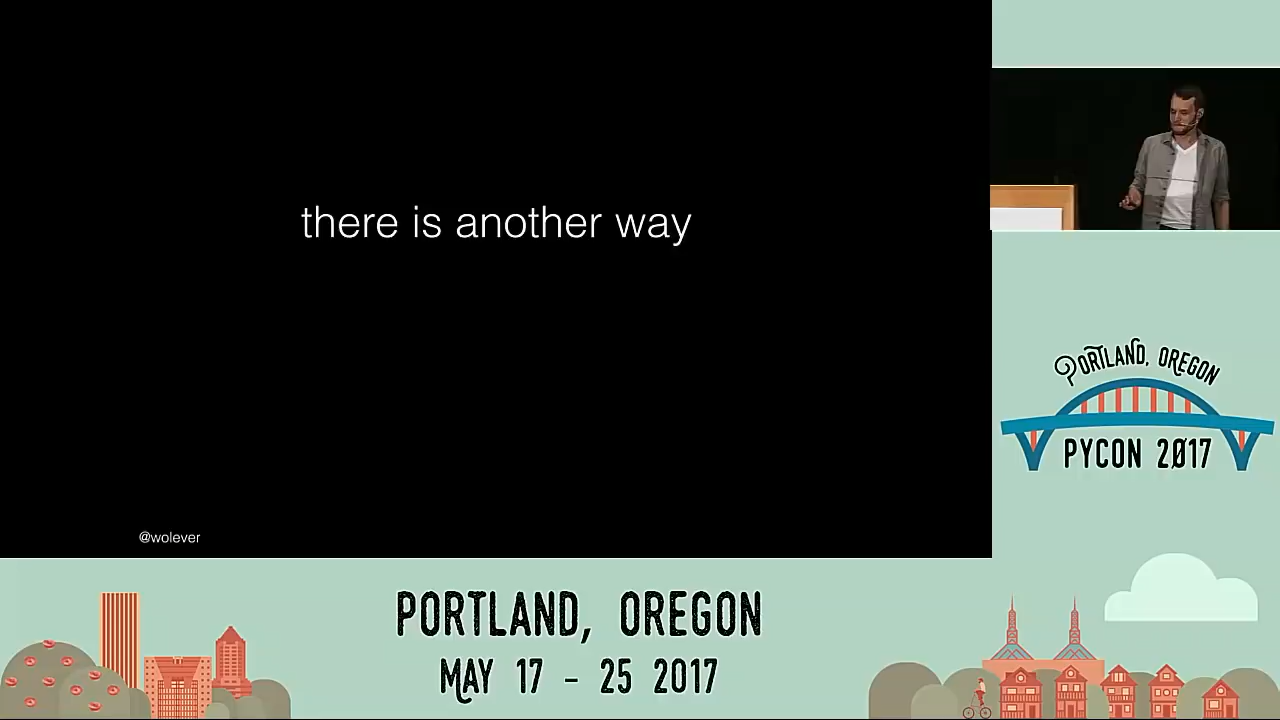 there is another way
@wolever
PORTLAND, OREGON
PYCON 2017
PORTLAND, OREGON
MAY 17 - 25 2017